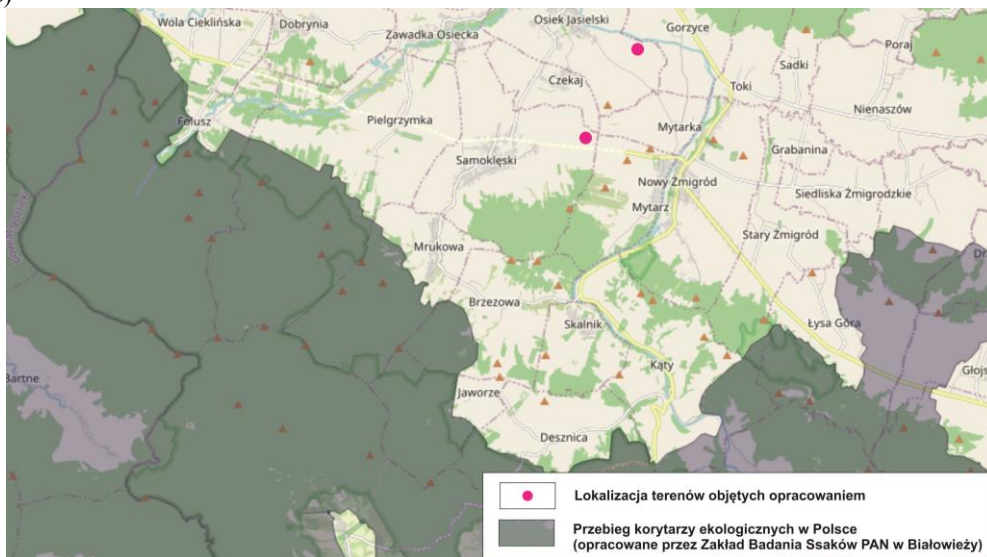 Wola Cieklińska
Dobrynia
Osiek Jasielski
Gorzyce
Zawadka Osiecka
Poraj
Czekaj
Sadki
Toki
Nienaszów
Folusz
Pielgrzymka
Mytarka
Samoklęski
Grabanina
Nowy Żmigród
Siedliska Żmigrodzkie
Mytarz
Stary Żmigród
Mrukowa
Brzezowa
Skalnik
Łysa Góra
Kąty
Głojs
Bartne
Jaworze
Desznica
Lokalizacja terenów objętych opracowaniem
Przebieg korytarzy ekologicznych w Polsce
(opracowane przez Zakład Badania Ssaków PAN w Białowieży)